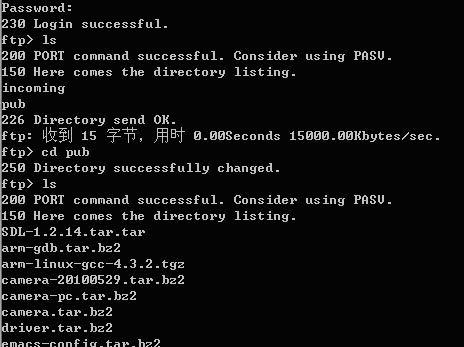 Password:
230 Login successful.
ftp> ls
200 PORT command successful. Consider using PASV.
150 Here comes the directory listing.
incoming
pub
226 Directory send OK.
ftp: 收到 15 字节，用时 0.00Seconds 15000.00Kbytes/sec.
ftp> cd pub
250 Directory successfully changed.
ftp> ls
200 PORT command successful. Consider using PASV.
150 Here comes the directory listing.
SDL-1.2.14.tar.tar
arm-gdb.tar.bz2
arm-linux-gcc-4.3.2.tgz
camera-20100529.tar.bz2
camera-pc.tar.bz2
camera.tar.bz2
driver.tar.bz2
emacs-config.tar.bz2